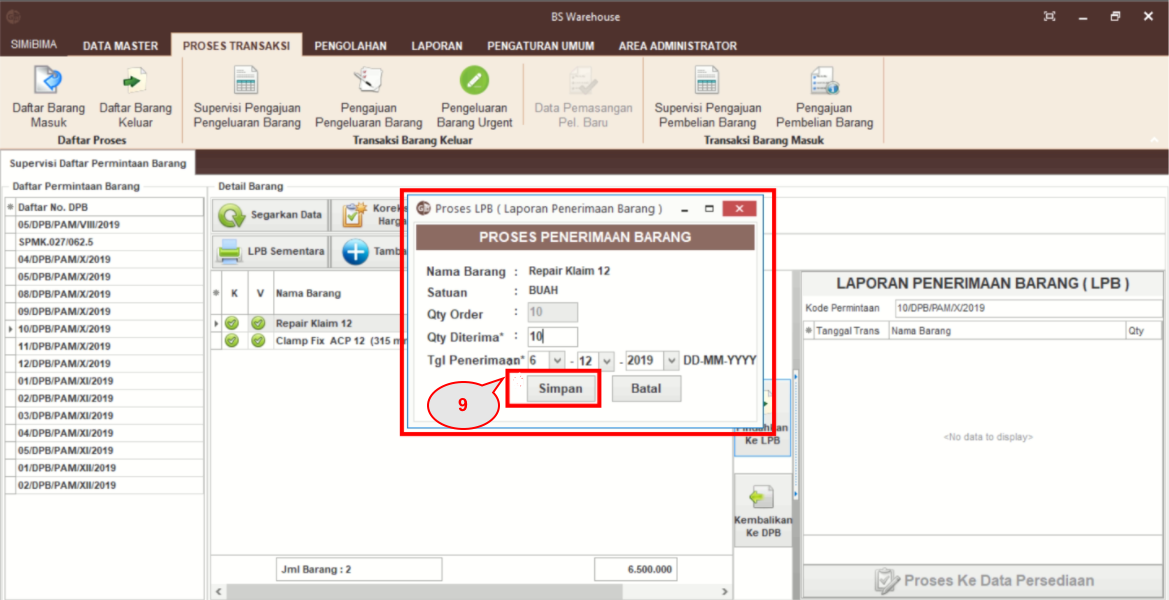 BS Warehouse
SIMiBIMA DATA MASTER PROSES TRANSAKSI PENGOLAHAN LAPORAN PENGATURAN UMUM AREA ADMINISTRATOR
Daftar Barang Masuk
Daftar Barang Keluar
Supervisi Pengajuan Pengeluaran Barang
Pengajuan Pengeluaran Barang
Pengeluaran Barang Urgent
Data Pemasangan Pel. Baru
Supervisi Pengajuan Pembelian Barang
Pengajuan Pembelian Barang
Daftar Proses
Transaksi Barang Keluar
Transaksi Barang Masuk
Supervisi Daftar Permintaan Barang
Daftar Permintaan Barang
Daftar No. DPB
05/DPB/PAM/VIII/2019
SPMK.027/062.5
04/DPB/PAM/X/2019
05/DPB/PAM/X/2019
08/DPB/PAM/X/2019
09/DPB/PAM/X/2019
10/DPB/PAM/X/2019
11/DPB/PAM/X/2019
12/DPB/PAM/X/2019
01/DPB/PAM/XI/2019
02/DPB/PAM/XI/2019
03/DPB/PAM/XI/2019
04/DPB/PAM/XI/2019
05/DPB/PAM/XI/2019
01/DPB/PAM/XII/2019
02/DPB/PAM/XII/2019
Detail Barang
Segarkan Data
LPB Sementara
K V Nama Barang
Repair Klaim 12
Clamp Fix ACP 12 (315
Jml Barang : 2
6.500.000
Proses LPB ( Laporan Penerimaan Barang )
PROSES PENERIMAAN BARANG
Nama Barang : Repair Klaim 12
Satuan : BUAH
Qty Order : 10
Qty Diterima* : 10
Tgl Penerimaan* 6 - 12 - 2019 DD-MM-YYYY
Simpan Batal
9
Ke LPB
Kembalikan
Ke DPB
LAPORAN PENERIMAAN BARANG ( LPB )
Kode Permintaan 10/DPB/PAM/X/2019
Tanggal Trans Nama Barang Qty
<No data to display>
Proses Ke Data Persediaan